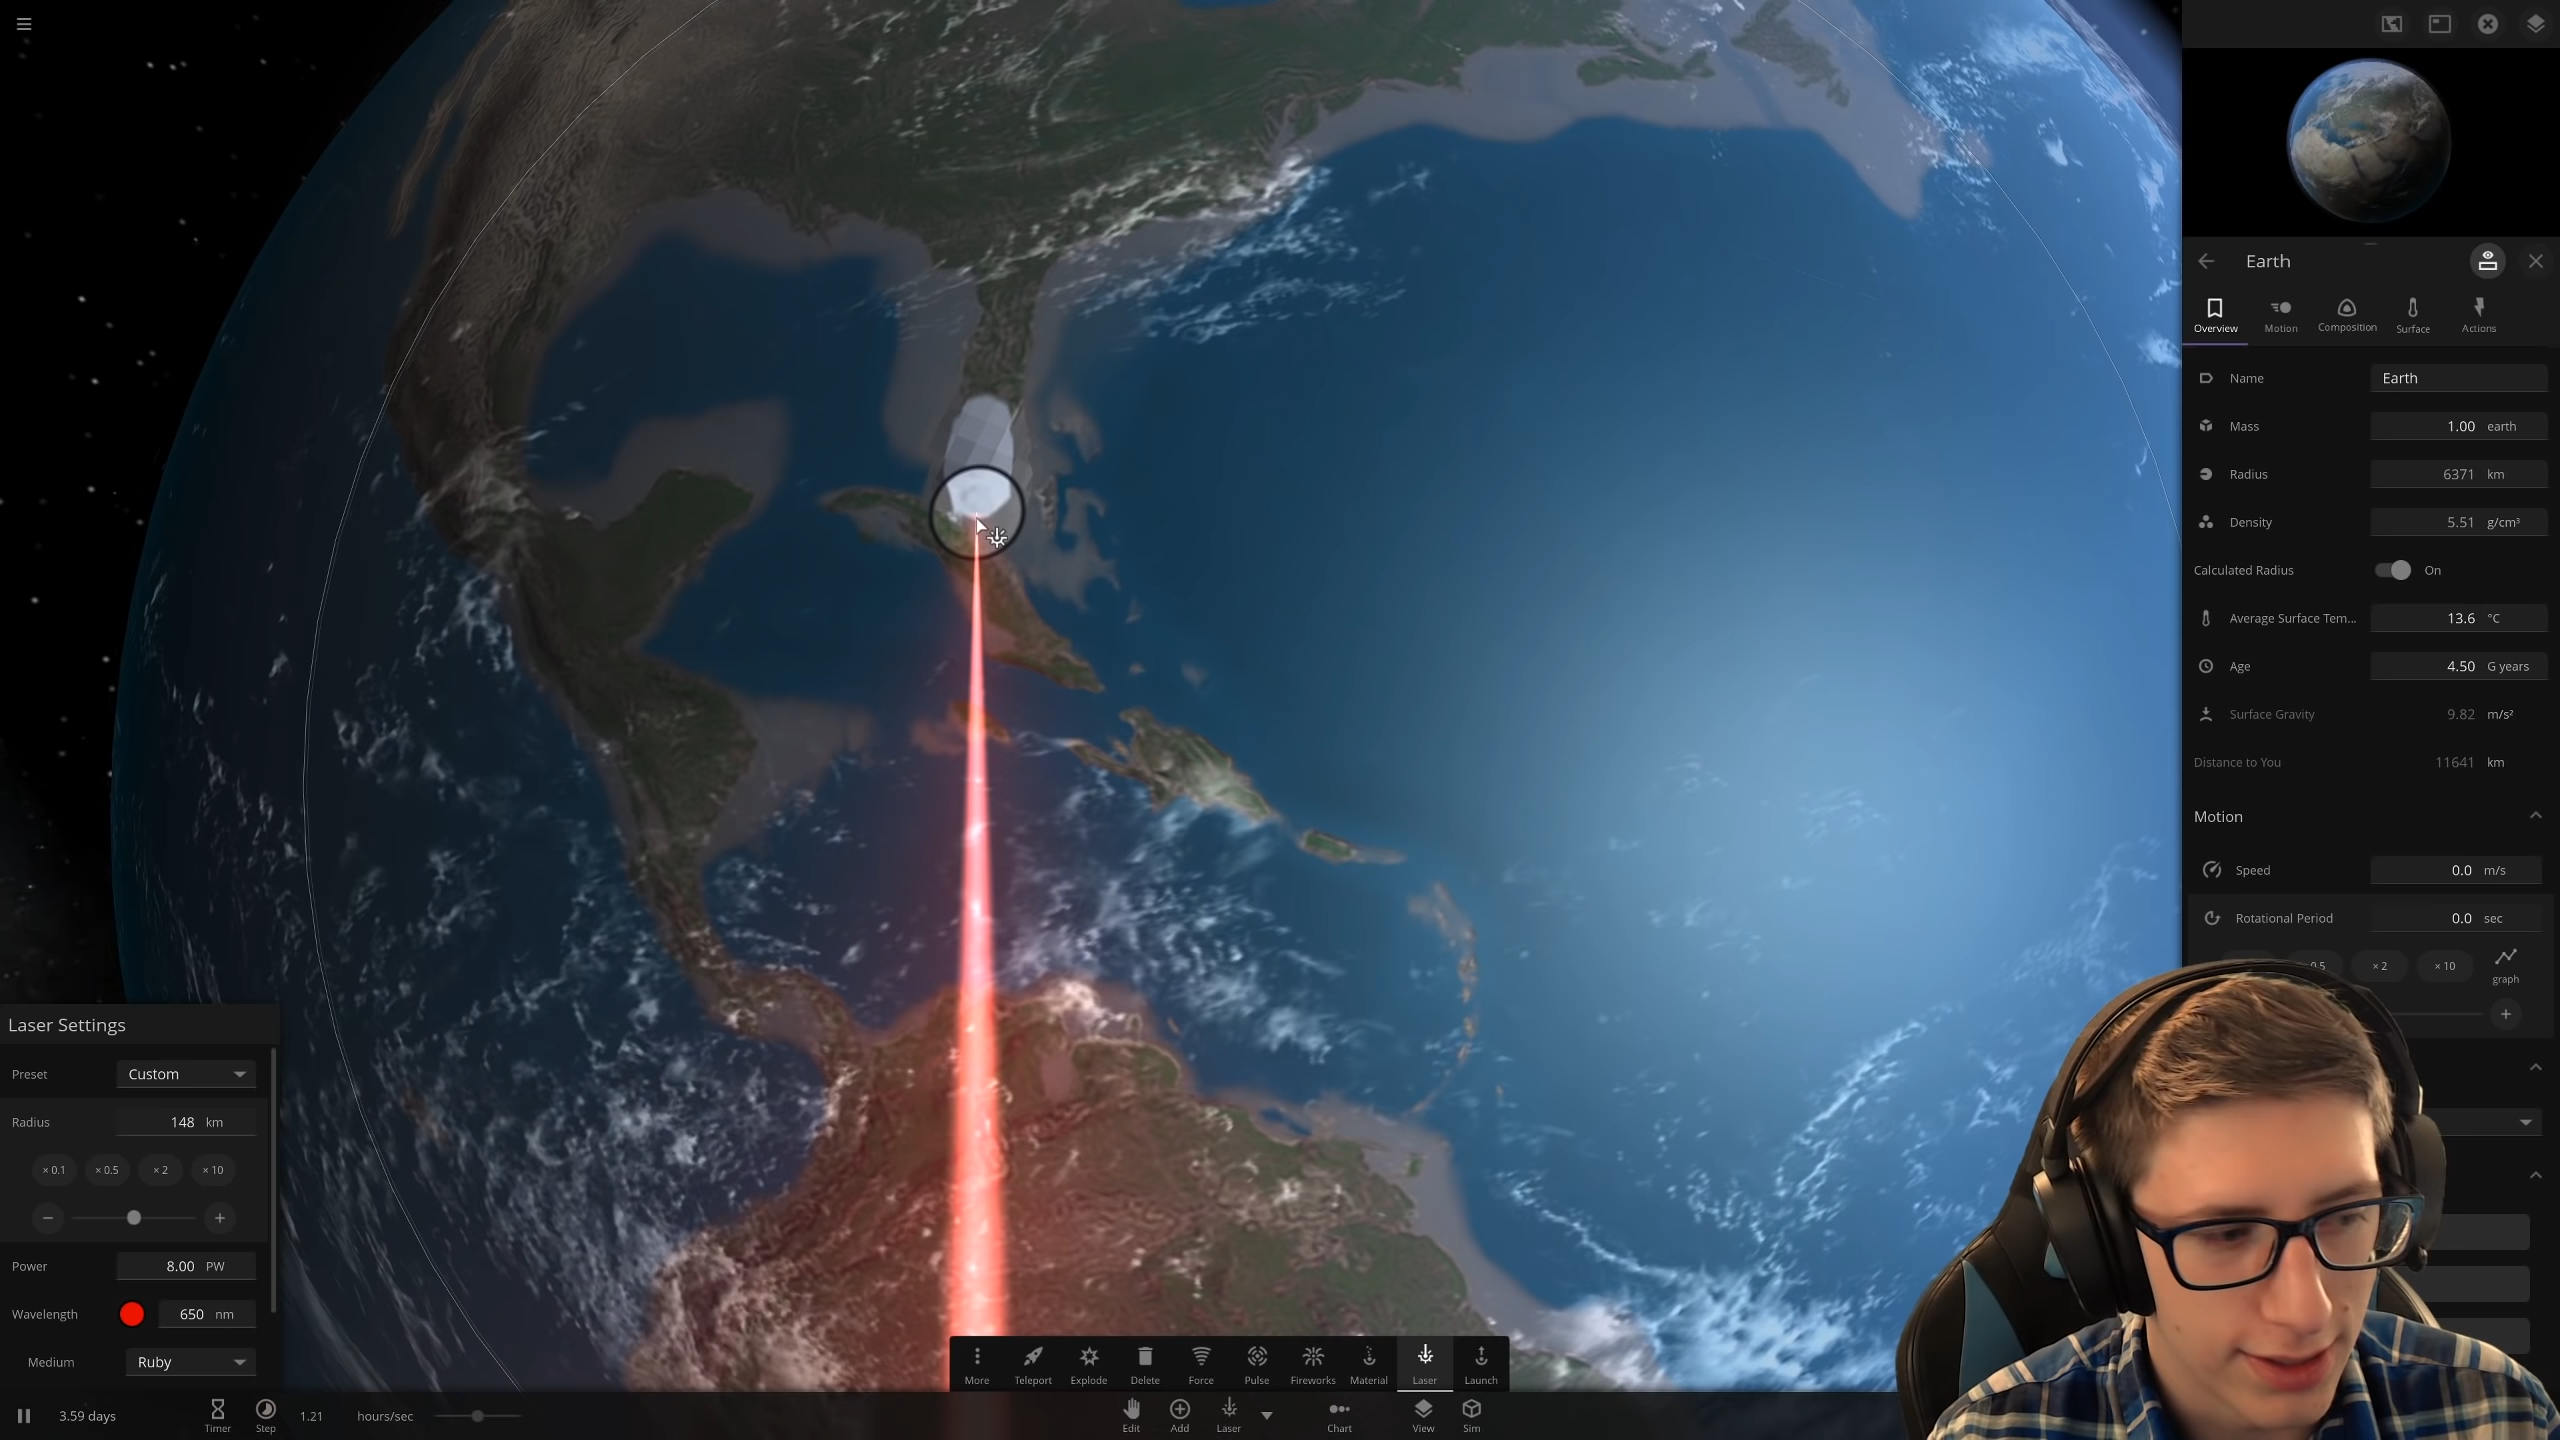 Earth
Overview
Motion
Composition
Surface
Actions
Name Earth
Mass 1.00 earth
Radius 6371 km
Density 5.51 g/cm³
Calculated Radius On
Average Surface Tem... 13.6 °C
Age 4.50 G years
Surface Gravity 9.82 m/s²
Distance to You 11641 km
Motion
Speed 0.0 m/s
Rotational Period 0.0 sec
× 2 × 10 graph
Laser Settings
Preset Custom
Radius 148 km
× 0.1 × 0.5 × 2 × 10
Power 8.00 PW
Wavelength 650 nm
Medium Ruby
More Teleport Explode Delete Force Pulse Fireworks Material Laser Launch
3.59 days Timer Step 1.21 hours/sec Edit Add Laser Chart View Sim